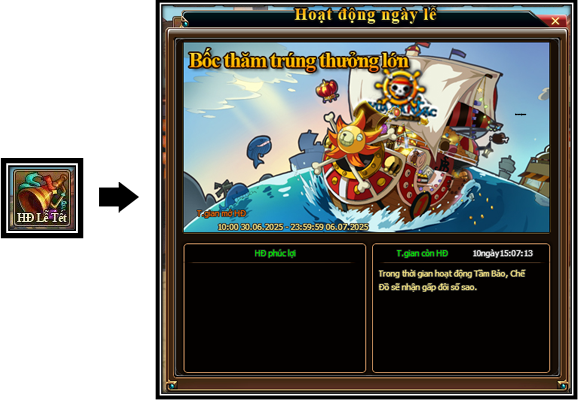 Hoạt động ngày lễ
Bốc thăm trúng thưởng lớn
HĐ Lễ Tết
T.gian mở HĐ
10:00 30.06.2025 - 23:59:59 06.07.2025
HĐ phúc lợi
T.gian còn HĐ 10ngày15:07:13
Trong thời gian hoạt động Tầm Bảo, Chế
Đồ sẽ nhận gấp đôi số sao.